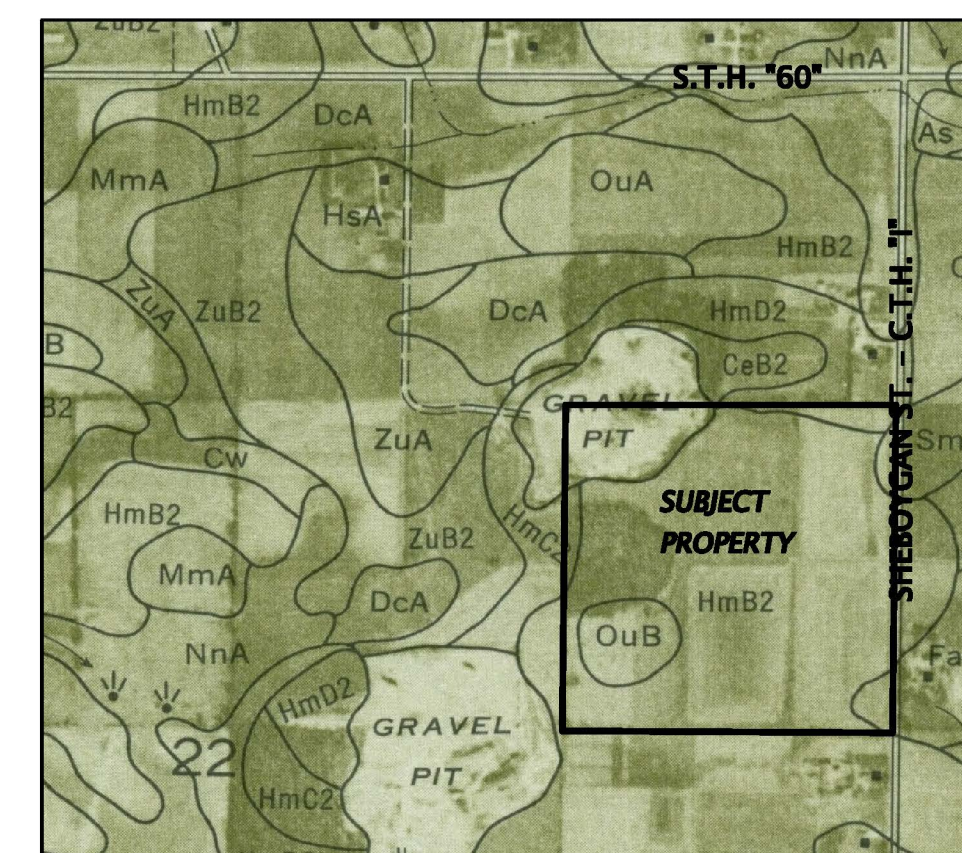 ZuB2
S.T.H. "60"
NnA
HmB2
DcA
As
MmA
OuA
HsA
HmB2
ZuA
ZuB2
DcA
HmD2
B
CeB2
B2
GRAVEL
PIT
ZuA
Sm
Cw
SHEBOYGAN ST. - C.T.H. "I"
SUBJECT
PROPERTY
HmB2
HmC2
ZuB2
MmA
DcA
HmB2
OuB
NnA
Fa
HmD2
GRAVEL
PIT
22
HmC2